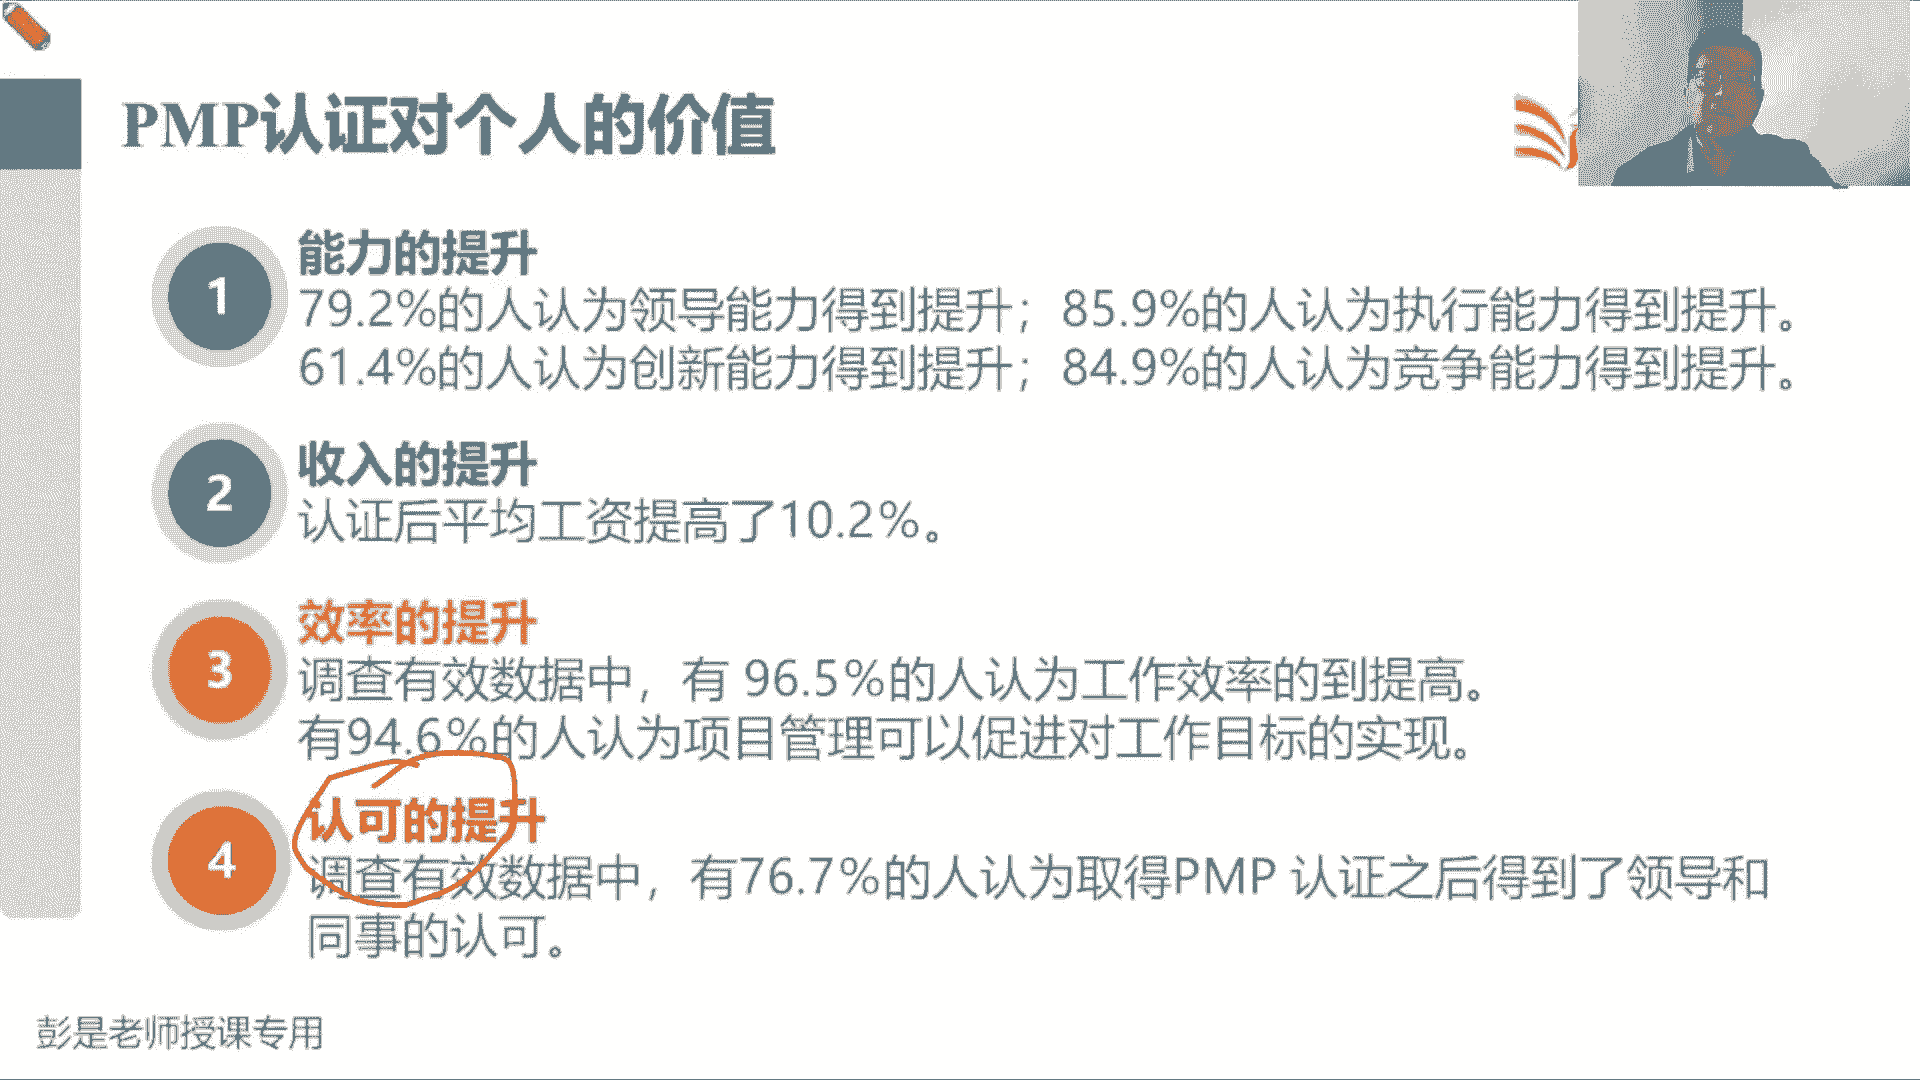 PMP认证对个人的价值
1
能力的提升
79.2%的人认为领导能力得到提升；85.9%的人认为执行能力得到提升。
61.4%的人认为创新能力得到提升；84.9%的人认为竞争能力得到提升。
2
收入的提升
认证后平均工资提高了10.2%。
3
效率的提升
调查有效数据中，有 96.5%的人认为工作效率的到提高。
有94.6%的人认为项目管理可以促进对工作目标的实现。
4
认可的提升
调查有效数据中，有76.7%的人认为取得PMP 认证之后得到了领导和
同事的认可。
彭是老师授课专用